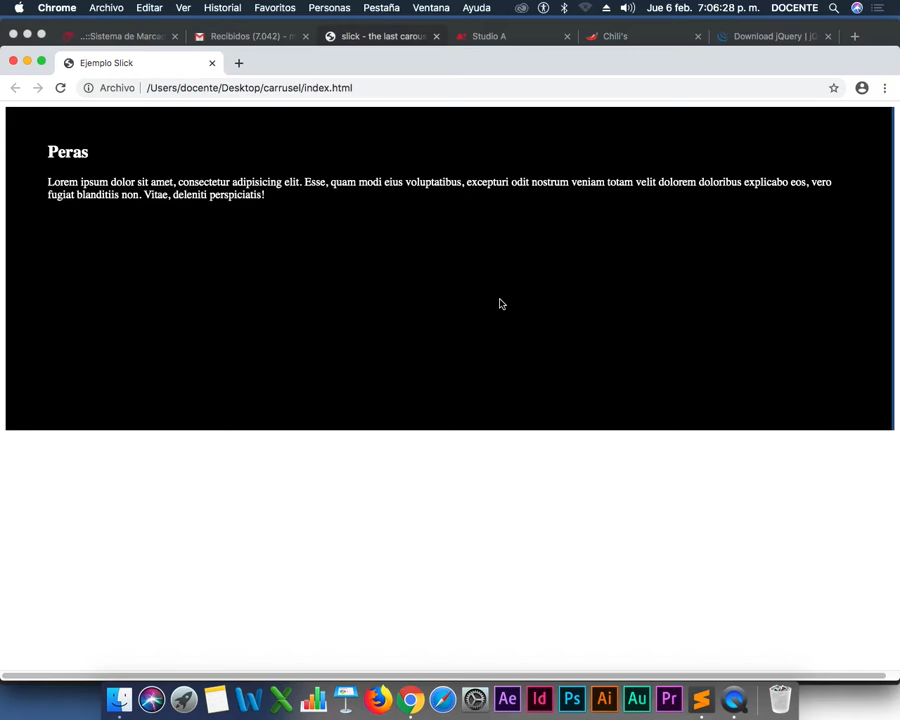 Chrome Archivo Editar Ver Historial Favoritos Personas Pestaña Ventana Ayuda Jue 6 feb. 7:06:28 p. m. DOCENTE
..::Sistema de Marcac Recibidos (7.042) - m slick - the last carous Studio A Chili's Download jQuery | jQ
Ejemplo Slick
Archivo /Users/docente/Desktop/carrusel/index.html
Peras
Lorem ipsum dolor sit amet, consectetur adipisicing elit. Esse, quam modi eius voluptatibus, excepturi odit nostrum veniam totam velit dolorem doloribus explicabo eos, vero
fugiat blanditiis non. Vitae, deleniti perspiciatis!
Ae Id Ps Ai Au Pr